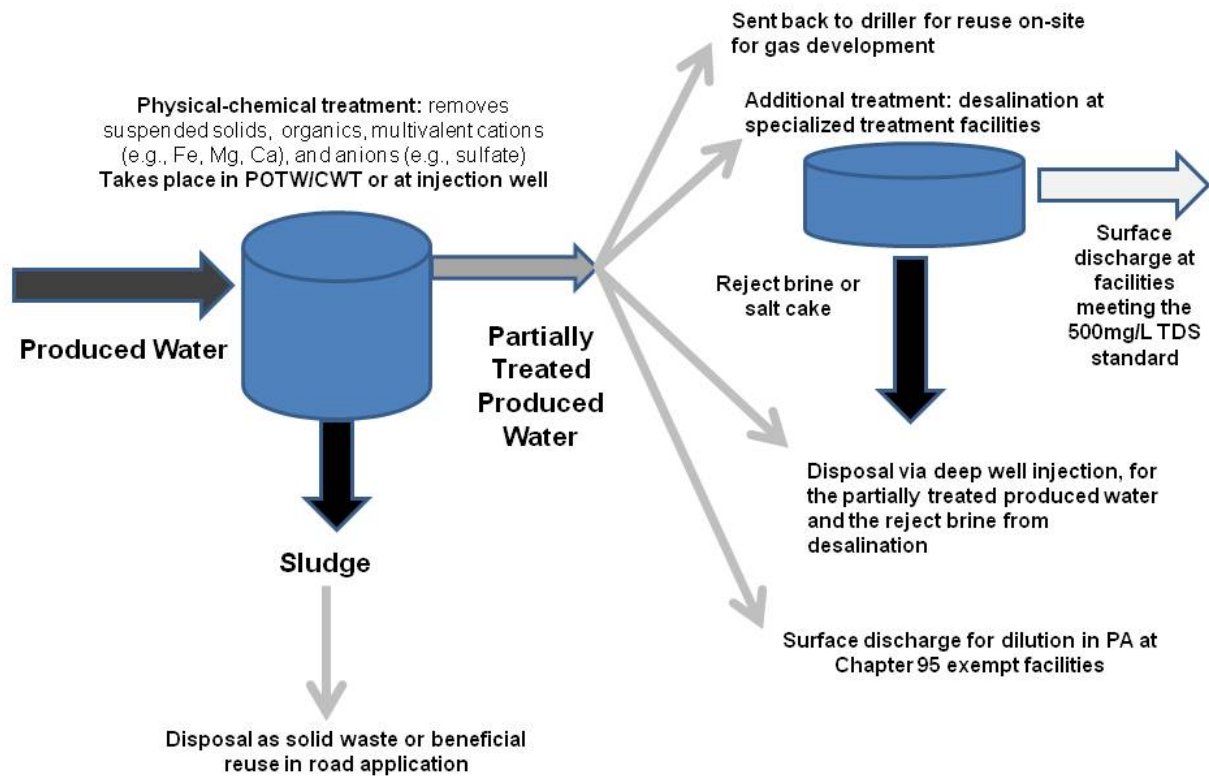 Sent back to driller for reuse on-site
for gas development
Physical-chemical treatment: removes
suspended solids, organics, multivalent cations
(e.g., Fe, Mg, Ca), and anions (e.g., sulfate)
Takes place in POTW/CWT or at injection well
Additional treatment: desalination at
specialized treatment facilities
Produced Water
Partially
Treated
Produced
Water
Reject brine or
salt cake
Surface
discharge at
facilities
meeting the
500mg/L TDS
standard
Sludge
Disposal via deep well injection, for
the partially treated produced water
and the reject brine from
desalination
Surface discharge for dilution in PA at
Chapter 95 exempt facilities
Disposal as solid waste or beneficial
reuse in road application